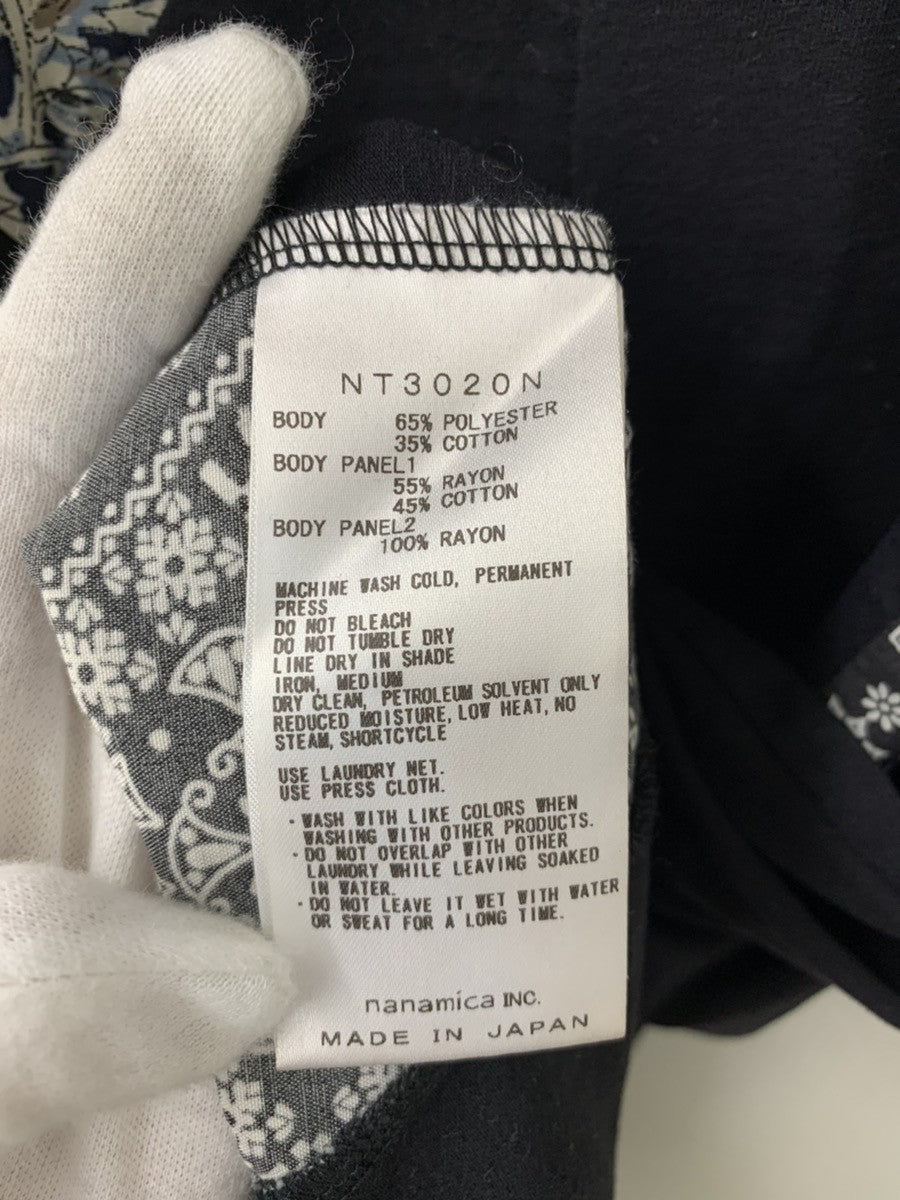 NT3020N
BODY 65% POLYESTER
35% COTTON
BODY PANEL1
55% RAYON
45% COTTON
BODY PANEL2
100% RAYON
MACHINE WASH COLD, PERMANENT
PRESS
DO NOT BLEACH
DO NOT TUMBLE DRY
LINE DRY IN SHADE
IRON, MEDIUM
DRY CLEAN, PETROLEUM SOLVENT ONLY
REDUCED MOISTURE, LOW HEAT, NO
STEAM, SHORTCYCLE
USE LAUNDRY NET.
USE PRESS CLOTH.
・WASH WITH LIKE COLORS WHEN
WASHING WITH OTHER PRODUCTS.
・DO NOT OVERLAP WITH OTHER
LAUNDRY WHILE LEAVING SOAKED
IN WATER.
・DO NOT LEAVE IT WET WITH WATER
OR SWEAT FOR A LONG TIME.
nanamica INC.
MADE IN JAPAN